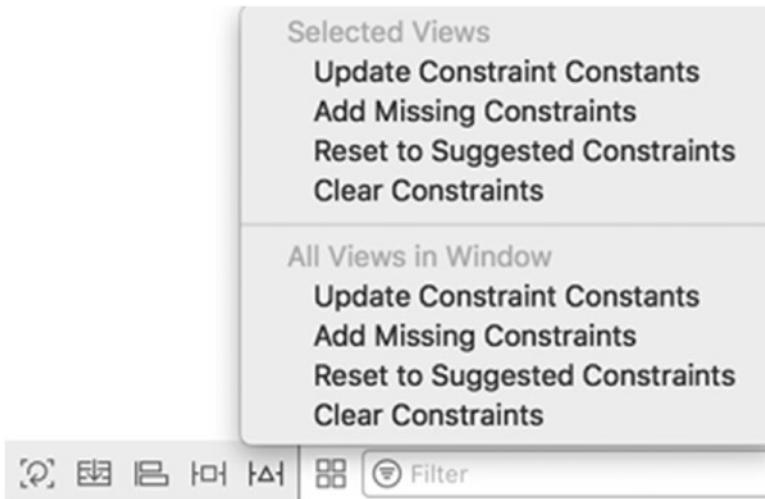 Selected Views
Update Constraint Constants
Add Missing Constraints
Reset to Suggested Constraints
Clear Constraints
All Views in Window
Update Constraint Constants
Add Missing Constraints
Reset to Suggested Constraints
Clear Constraints
Filter